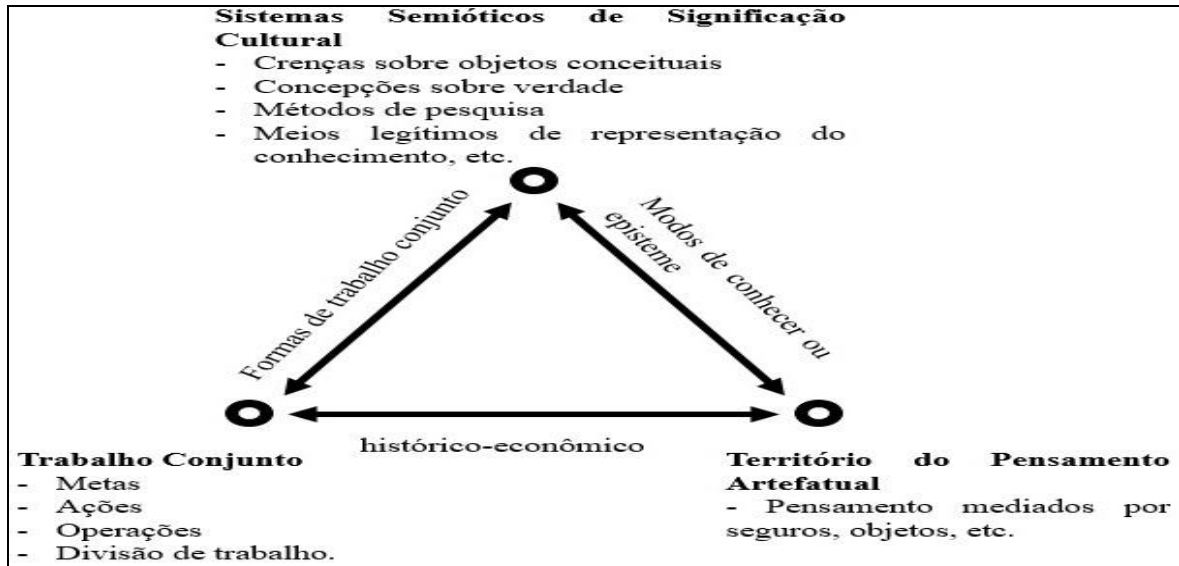 Sistemas Semióticos de Significação
Cultural
- Crenças sobre objetos conceituais
- Concepções sobre verdade
- Métodos de pesquisa
- Meios legítimos de representação do
conhecimento, etc.
Formas de trabalho conjunto
Modos de conhecer ou
episteme
histórico-econômico
Trabalho Conjunto
- Metas
- Ações
- Operações
- Divisão de trabalho.
Território do Pensamento
Artefatual
- Pensamento mediados por
seguros, objetos, etc.